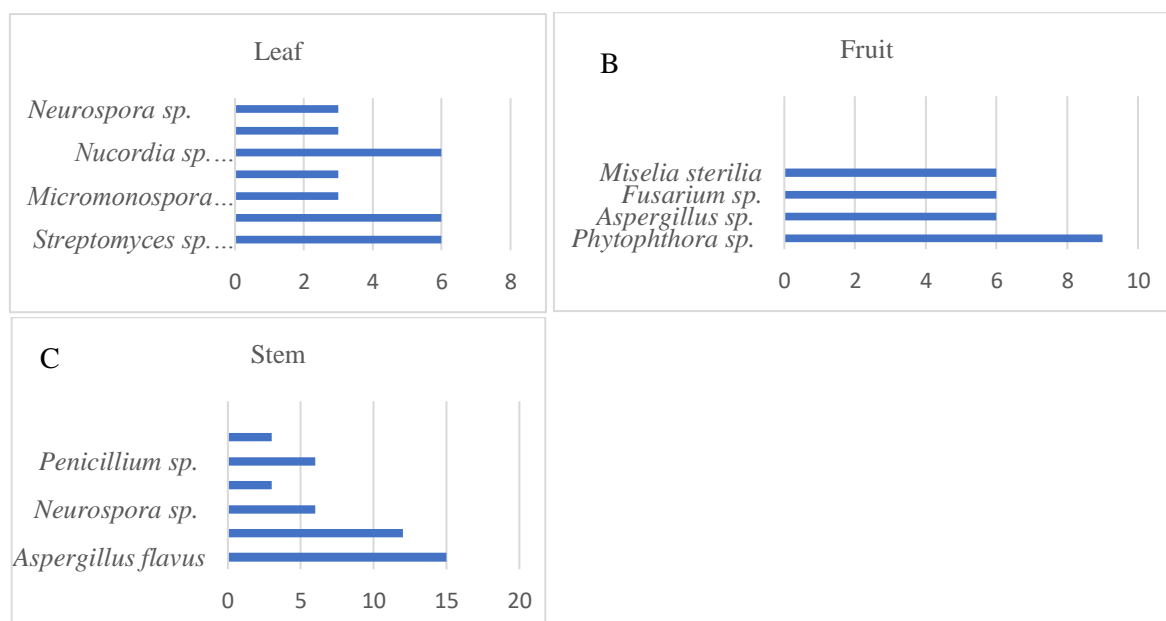 Leaf
Neurospora sp.
Nucordia sp.…
Micromonospora…
Streptomyces sp.…
0 2 4 6 8
B
Fruit
Miselia sterilia
Fusarium sp.
Aspergillus sp.
Phytophthora sp.
0 2 4 6 8 10
C
Stem
Penicillium sp.
Neurospora sp.
Aspergillus flavus
0 5 10 15 20